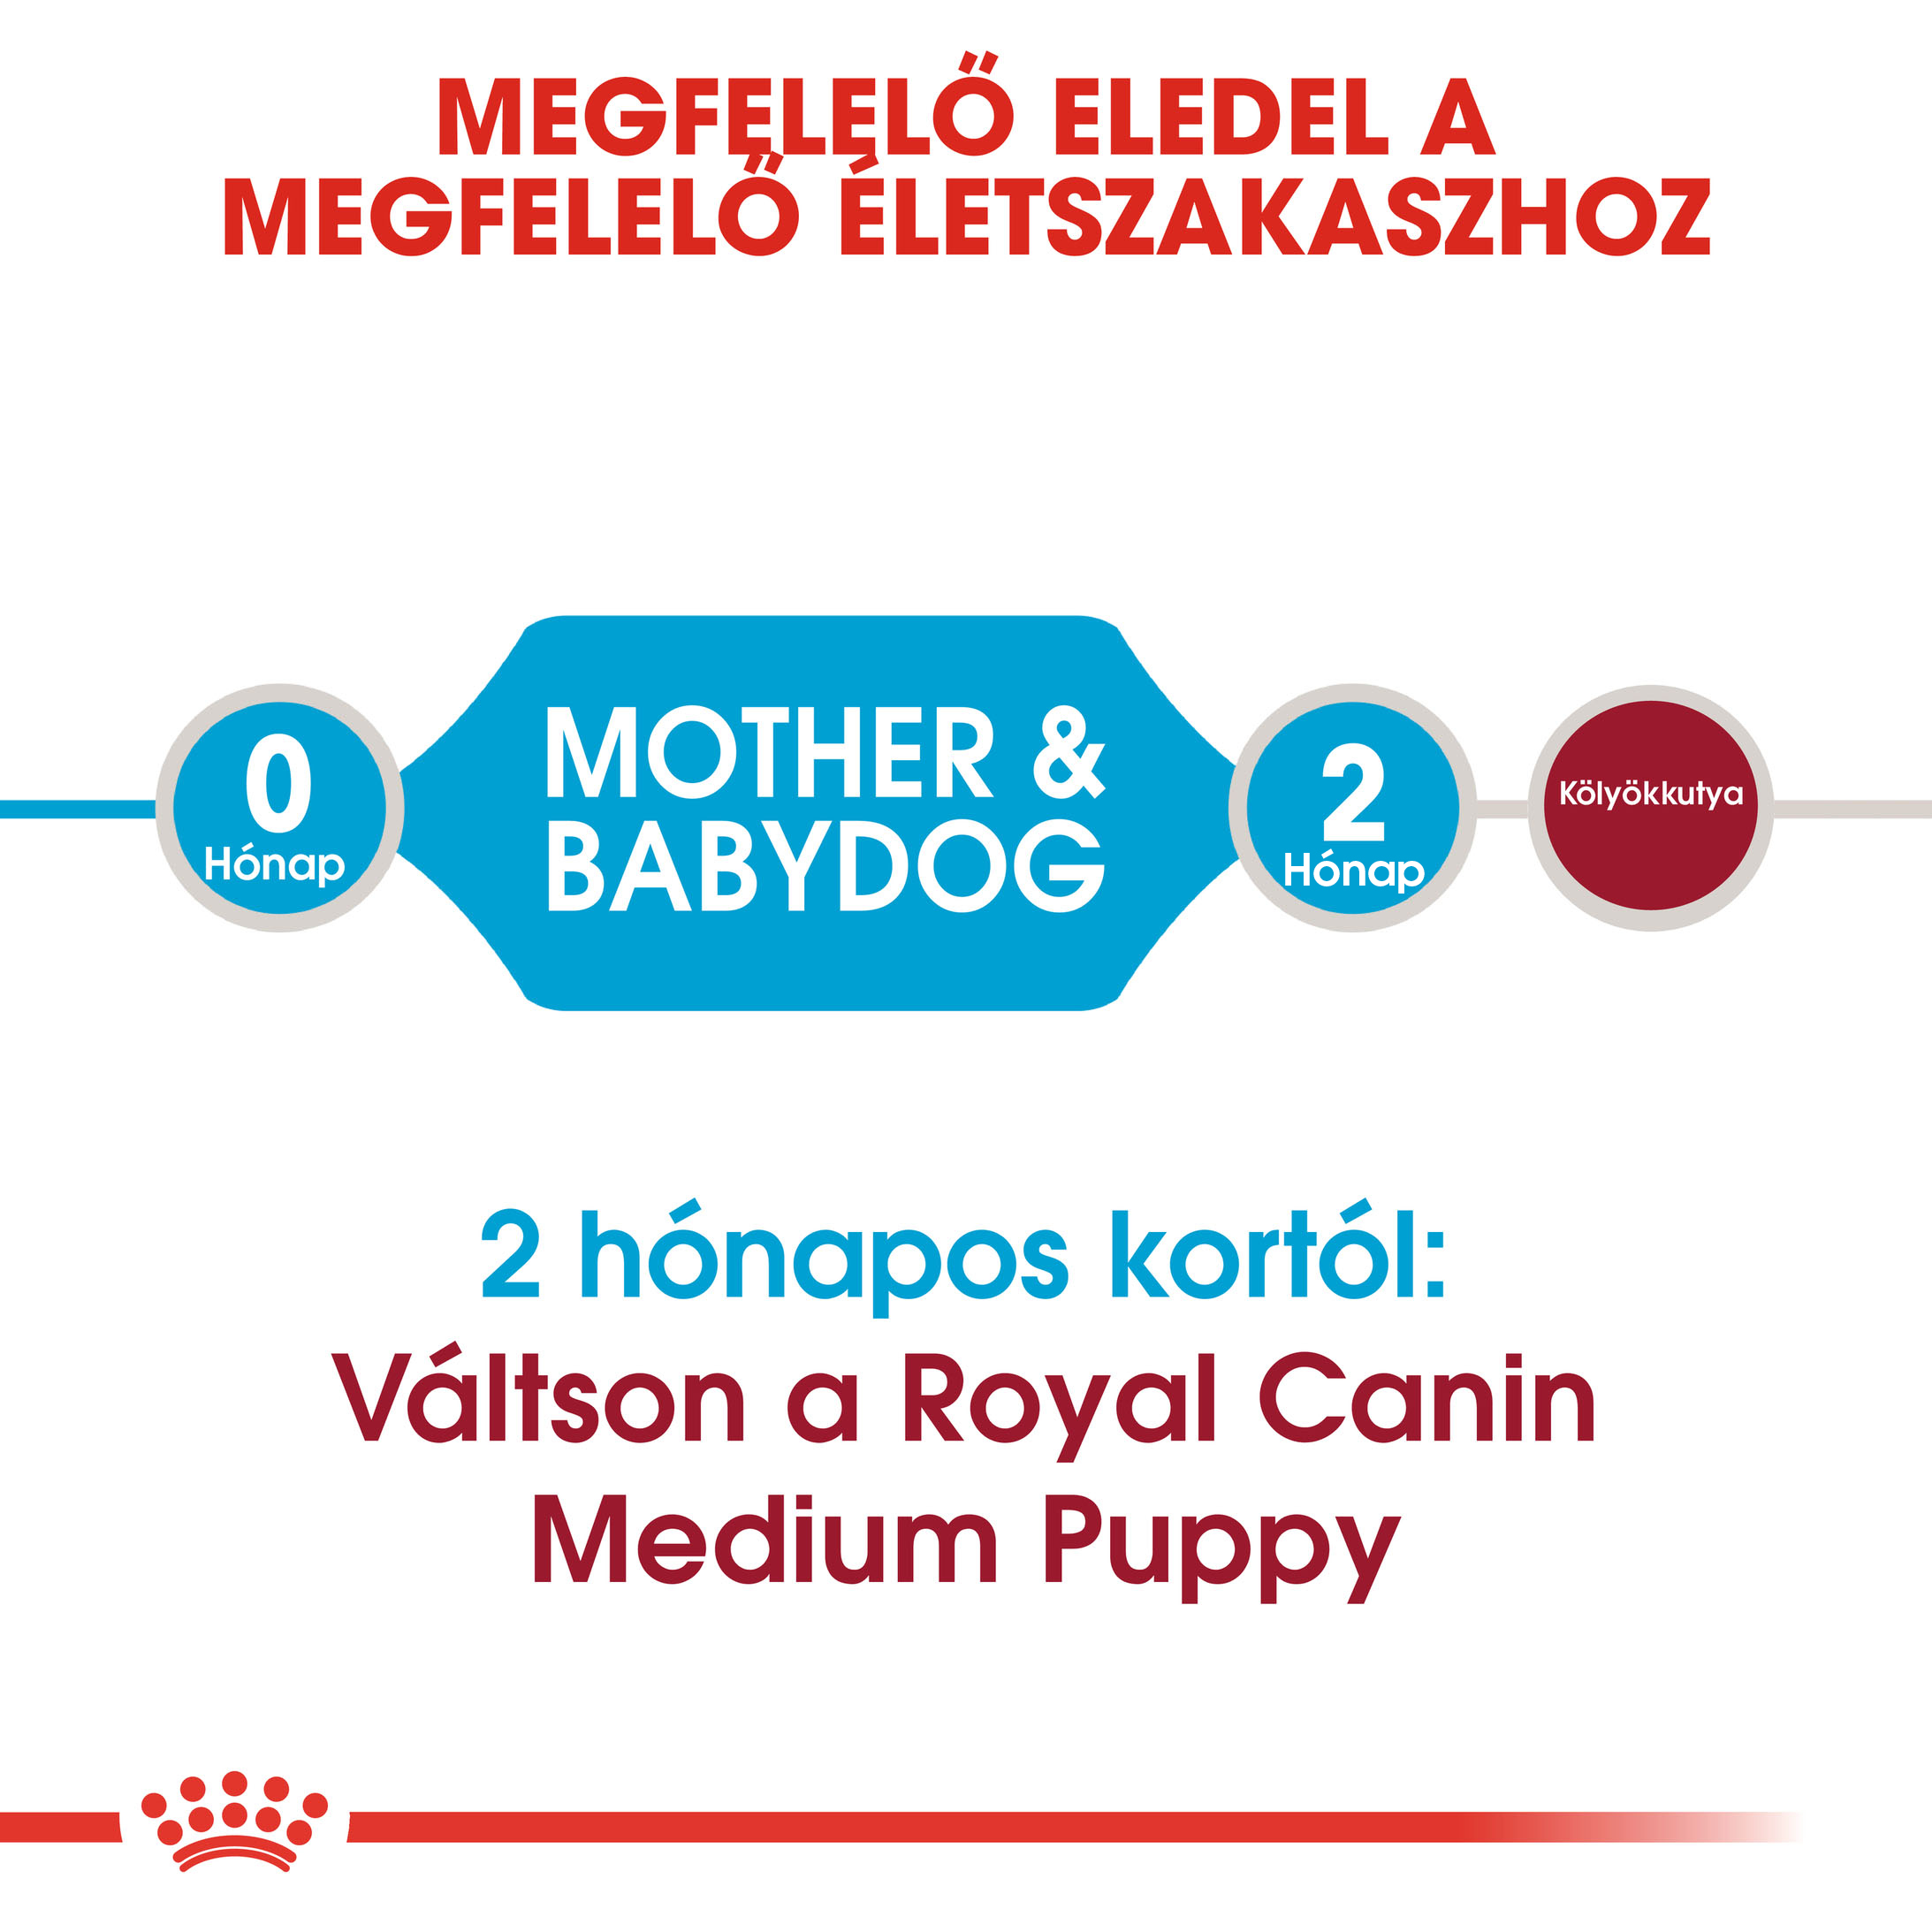 MEGFELELŐ ELEDEL A
MEGFELELŐ ÉLETSZAKASZHOZ
0
Hónap
MOTHER &
BABYDOG
2
Hónap
Kölyökkutya
2 hónapos kortól:
Váltson a Royal Canin
Medium Puppy